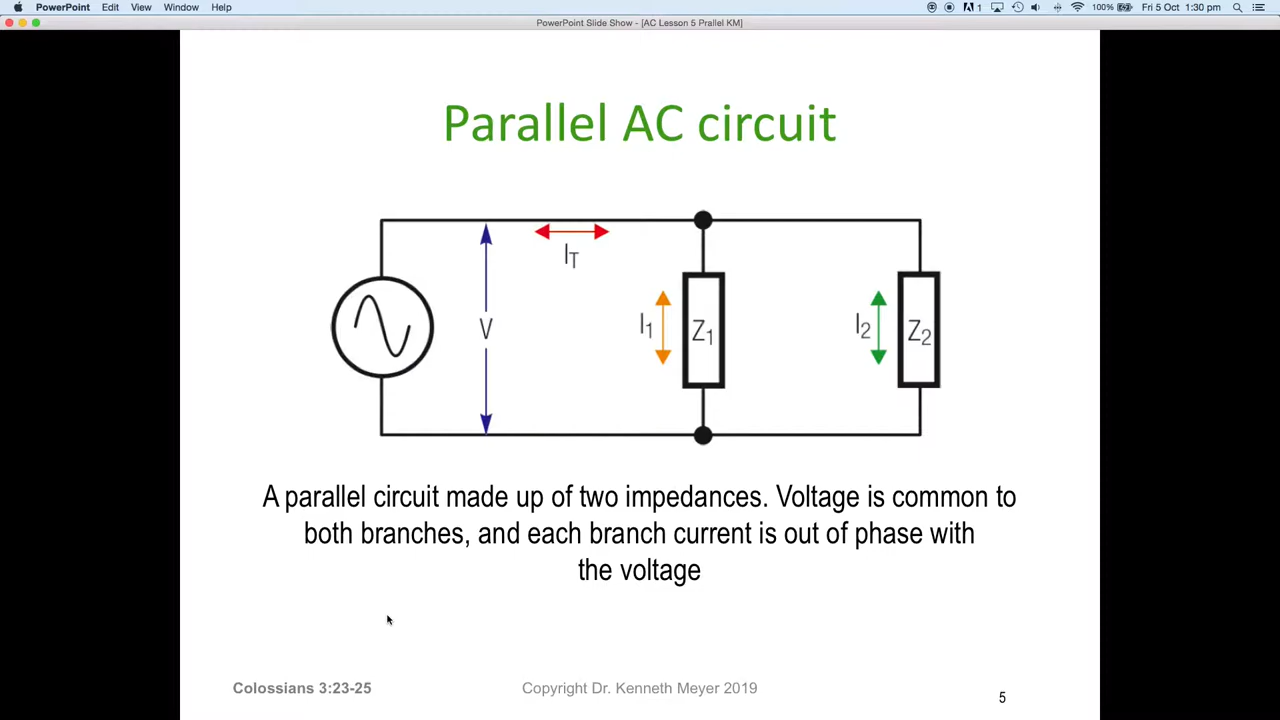 PowerPoint Edit View Window Help 1 100% Fri 5 Oct 1:30 pm
PowerPoint Slide Show - [AC Lesson 5 Prallel KM]
Parallel AC circuit
IT
V
I1
Z1
I2
Z2
A parallel circuit made up of two impedances. Voltage is common to
both branches, and each branch current is out of phase with
the voltage
Colossians 3:23-25
Copyright Dr. Kenneth Meyer 2019
5